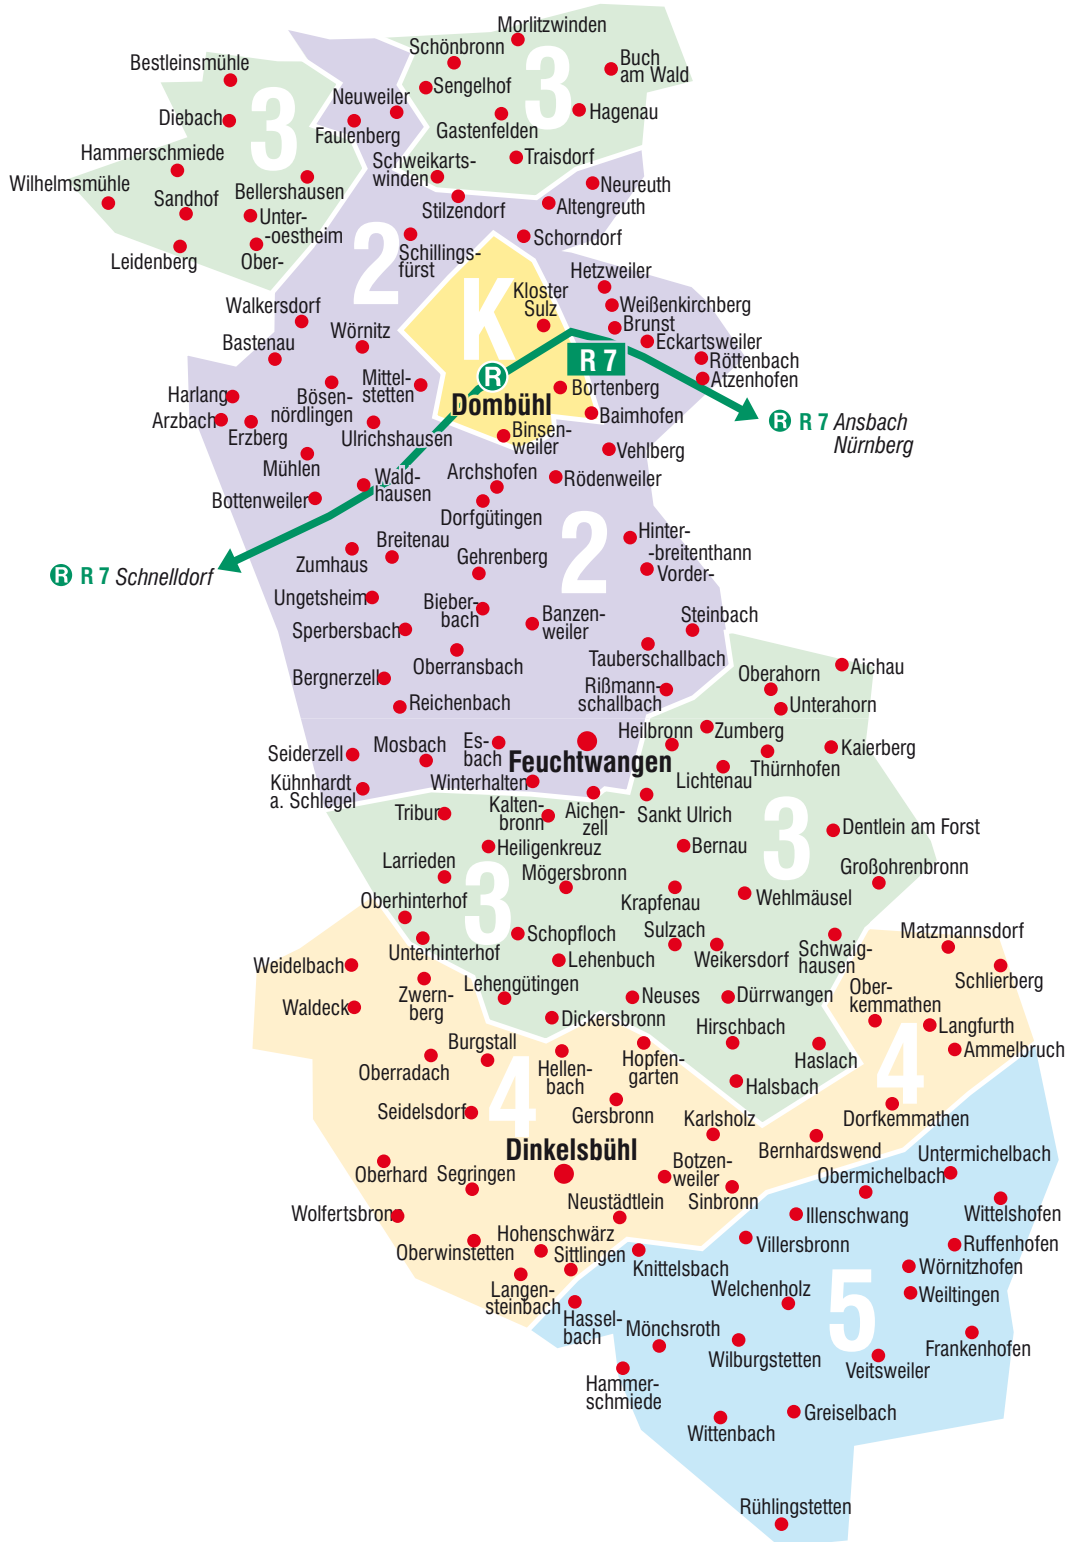 Morlitzwinden
Schönbronn
Buch
am Wald
Bestleinsmühle
Sengelhof
3
3
Neuweiler
Hagenau
Diebach
Faulenberg
Gastenfelden
Hammerschmiede
Schweikarts-
winden
Traisdorf
Wilhelmsmühle
Sandhof
Bellershausen
Neureuth
Stilzendorf
Altengreuth
Unter-
-oestheim
Ober-
Leidenberg
Schorndorf
2
Schillings-
fürst
Hetzweiler
K
Kloster
Sulz
Weißenkirchberg
Walkersdorf
Wörnitz
Brunst
Eckartsweiler
Bastenau
R 7
Röttenbach
Atzenhofen
R
Mittel-
stetten
Bortenberg
Harlang
Bösen-
nördlingen
Dombühl
Baimhofen
Arzbach
Erzberg
Ulrichshausen
Binsen-
weiler
R R 7 Ansbach
Nürnberg
Vehlberg
Mühlen
Archshofen
Rödenweiler
Wald-
hausen
Bottenweiler
Dorfgütingen
2
Hinter-
-breitenthann
Vorder-
Breitenau
Zumhaus
Gehrenberg
R R 7 Schnelldorf
Ungetsheim
Bieber-
bach
Banzen-
weiler
Steinbach
Sperbersbach
Oberransbach
Tauberschallbach
Aichau
Bergnerzell
Rißmann-
schallbach
Oberahorn
Reichenbach
Unterahorn
Heilbronn
Zumberg
Seiderzell
Mosbach
Es-
bach
Feuchtwangen
Kaierberg
Thürnhofen
Lichtenau
Kühnhardt
a. Schlegel
Winterhalten
Tribur
Kalten-
bronn
Aichen-
zell
Sankt Ulrich
3
Dentlein am Forst
Heiligenkreuz
Bernau
Larrieden
3
Mögersbronn
Großohrenbronn
Krapfenau
Wehlmäusel
Oberhinterhof
Schopfloch
Sulzach
Matzmannsdorf
Unterhinterhof
Weikersdorf
Schwaig-
hausen
Weidelbach
Lehenbuch
Schlierberg
Zwern-
berg
Lehengütingen
Waldeck
Neuses
Dürrwangen
Ober-
kemmathen
Dickersbronn
Langfurth
Burgstall
Hirschbach
4
Ammelbruch
Oberradach
4
Hellen-
bach
Hopfen-
garten
Haslach
Halsbach
Seidelsdorf
Gersbronn
Karlsholz
Dorfkemmathen
Dinkelsbühl
Bernhardswend
Untermichelbach
Oberhard
Segringen
Botzen-
weiler
Obermichelbach
Neustädtlein
Sinbronn
Wolfertsbronn
Illenschwang
Wittelshofen
Hohenschwärz
Oberwinstetten
Sittlingen
Knittelsbach
Villersbronn
Ruffenhofen
Wörnitzhofen
Langen-
steinbach
Welchenholz
5
Weiltingen
Hassel-
bach
Mönchsroth
Frankenhofen
Wilburgstetten
Veitsweiler
Hammer-
schmiede
Greiselbach
Wittenbach
Rühlingstetten